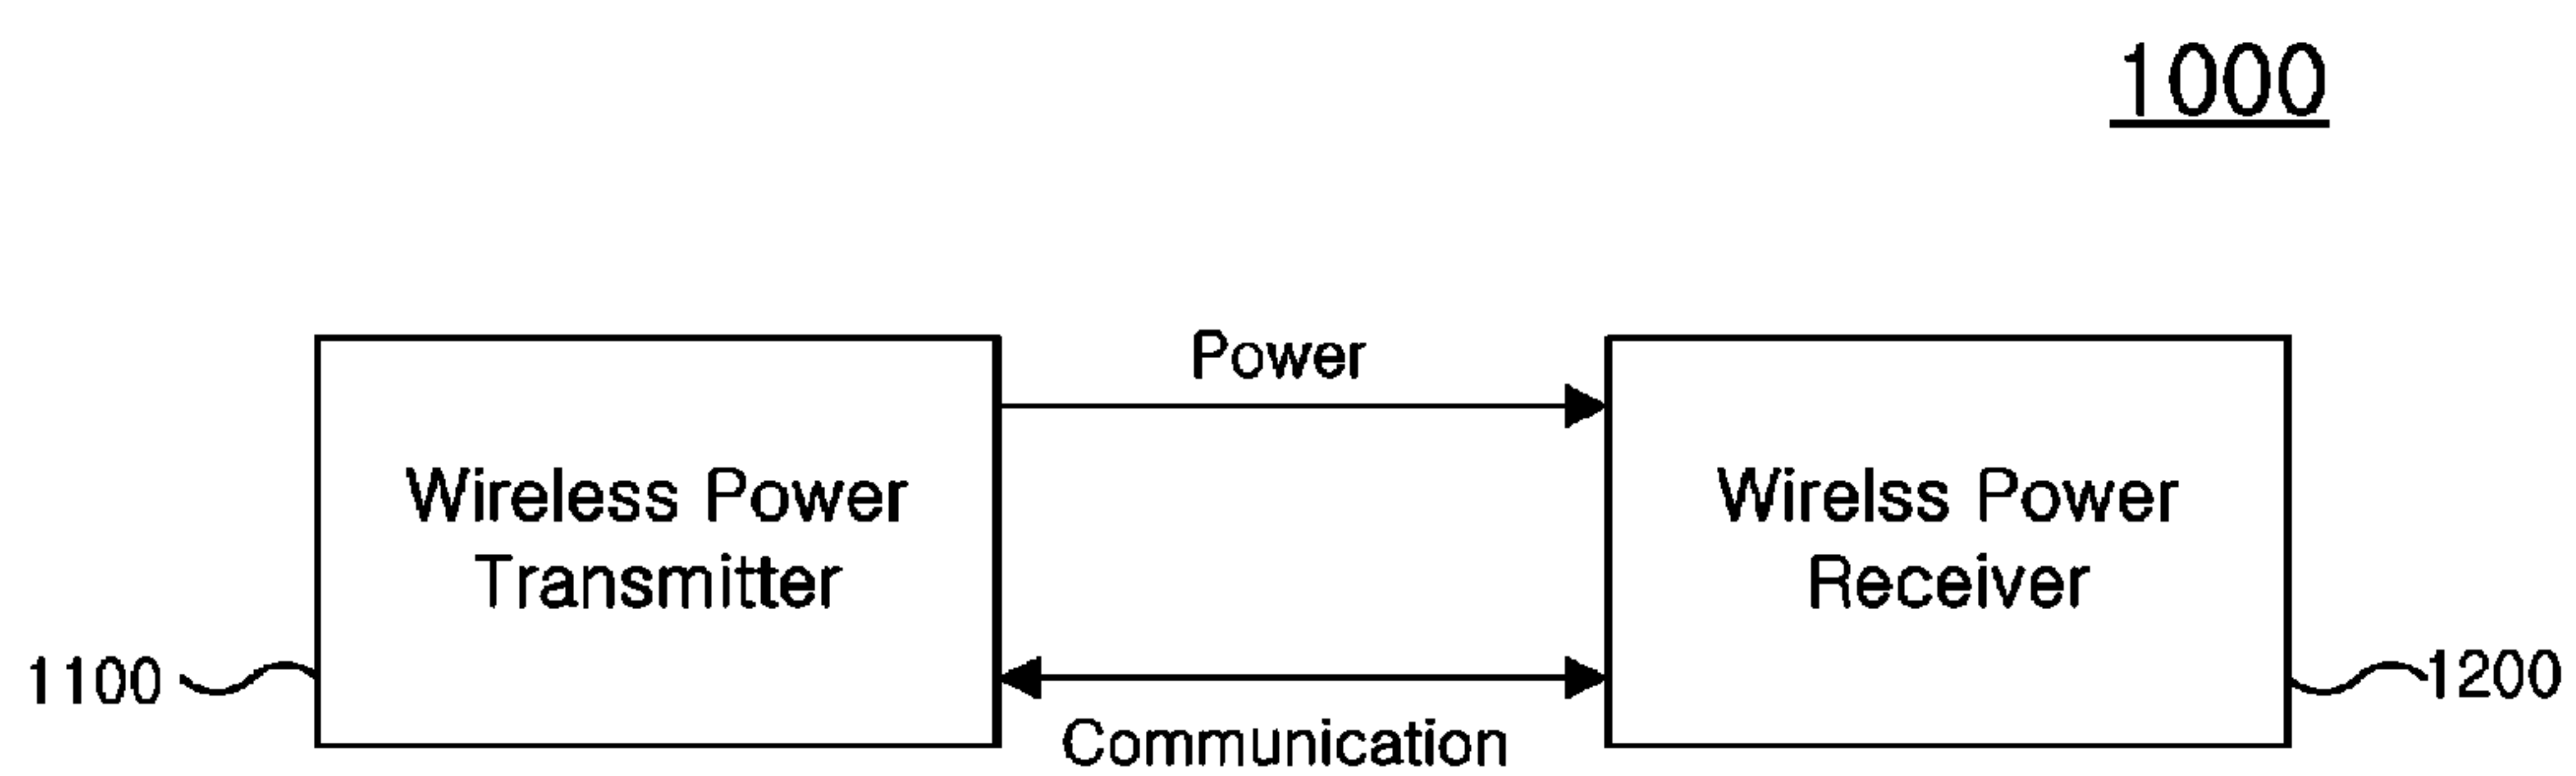 1000
Power
Wireless Power
Transmitter
Wirelss Power
Receiver
1100
1200
Communication